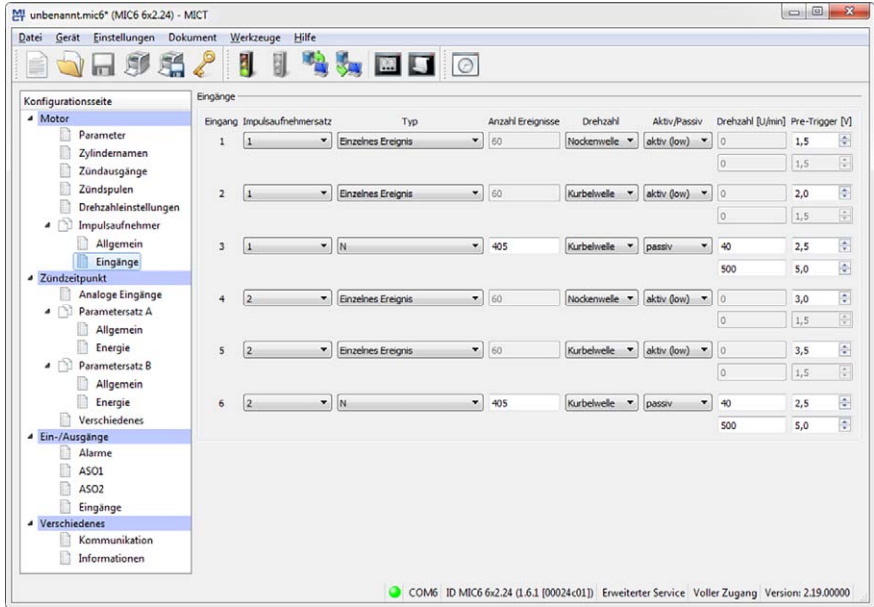 unbenannt.mic6* (MIC6 6x2.24) - MICT
Datei Gerät Einstellungen Dokument Werkzeuge Hilfe
Konfigurationsseite
Motor
Parameter
Zylindernamen
Zündausgänge
Zündspulen
Drehzahleinstellungen
Impulsaufnehmer
Allgemein
Eingänge
Zündzeitpunkt
Analoge Eingänge
Parametersatz A
Allgemein
Energie
Parametersatz B
Allgemein
Energie
Verschiedenes
Ein-/Ausgänge
Alarme
ASO1
ASO2
Eingänge
Verschiedenes
Kommunikation
Informationen
Eingänge
Eingang Impulsaufnehmersatz Typ Anzahl Ereignisse Drehzahl Aktiv/Passiv Drehzahl [U/min] Pre-Trigger [V]
1 1 Einzelnes Ereignis 60 Nockenwelle aktiv (low) 0 1,5
0 1,5
2 1 Einzelnes Ereignis 60 Kurbelwelle aktiv (low) 0 2,0
0 1,5
3 1 N 405 Kurbelwelle passiv 40 2,5
500 5,0
4 2 Einzelnes Ereignis 60 Nockenwelle aktiv (low) 0 3,0
0 1,5
5 2 Einzelnes Ereignis 60 Kurbelwelle aktiv (low) 0 3,5
0 1,5
6 2 N 405 Kurbelwelle passiv 40 2,5
500 5,0
COM6 ID MIC6 6x2.24 (1.6.1 [00024c01]) Erweiterter Service Voller Zugang Version: 2.19.00000